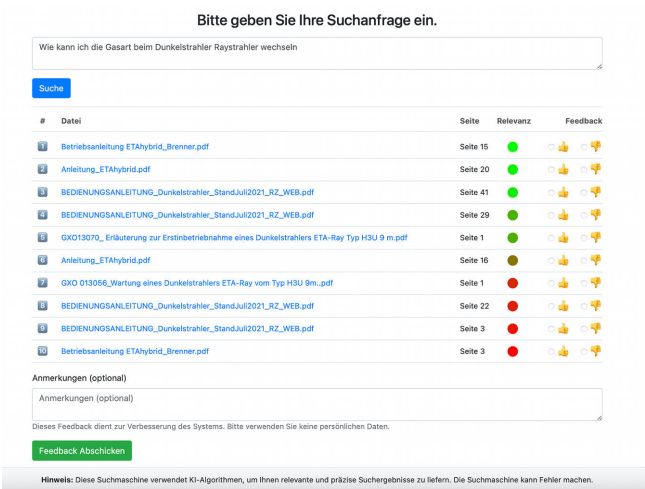 Bitte geben Sie Ihre Suchanfrage ein.
Wie kann ich die Gasart beim Dunkelstrahler Raystrahler wechseln
Suche
# Datei Seite Relevanz Feedback
1 Betriebsanleitung ETAhybrid_Brenner.pdf Seite 15
2 Anleitung_ETAhybrid.pdf Seite 20
3 BEDIENUNGSANLEITUNG_Dunkelstrahler_StandJuli2021_RZ_WEB.pdf Seite 41
4 BEDIENUNGSANLEITUNG_Dunkelstrahler_StandJuli2021_RZ_WEB.pdf Seite 29
5 GXO13070_ Erläuterung zur Erstinbetriebnahme eines Dunkelstrahlers ETA-Ray Typ H3U 9 m.pdf Seite 1
6 Anleitung_ETAhybrid.pdf Seite 16
7 GXO 013056_Wartung eines Dunkelstrahlers ETA-Ray vom Typ H3U 9m..pdf Seite 1
8 BEDIENUNGSANLEITUNG_Dunkelstrahler_StandJuli2021_RZ_WEB.pdf Seite 22
9 BEDIENUNGSANLEITUNG_Dunkelstrahler_StandJuli2021_RZ_WEB.pdf Seite 3
10 Betriebsanleitung ETAhybrid_Brenner.pdf Seite 3
Anmerkungen (optional)
Anmerkungen (optional)
Dieses Feedback dient zur Verbesserung des Systems. Bitte verwenden Sie keine persönlichen Daten.
Feedback Abschicken
Hinweis: Diese Suchmaschine verwendet KI-Algorithmen, um Ihnen relevante und präzise Suchergebnisse zu liefern. Die Suchmaschine kann Fehler machen.